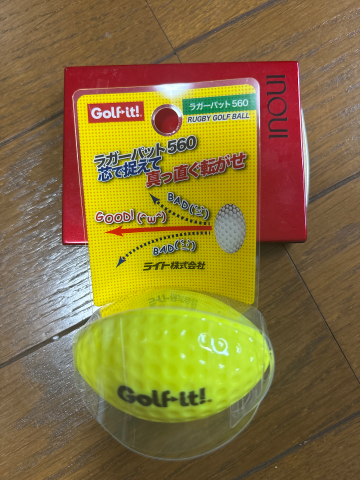 Golf it!
ラガーパット560
RUGBY GOLF BALL
INOUI
ラガーパット560
芯で捉えて
真っ直ぐ転がせ
BAD
GOOD! (^ω^)
BAD
ライト株式会社
Golf it!